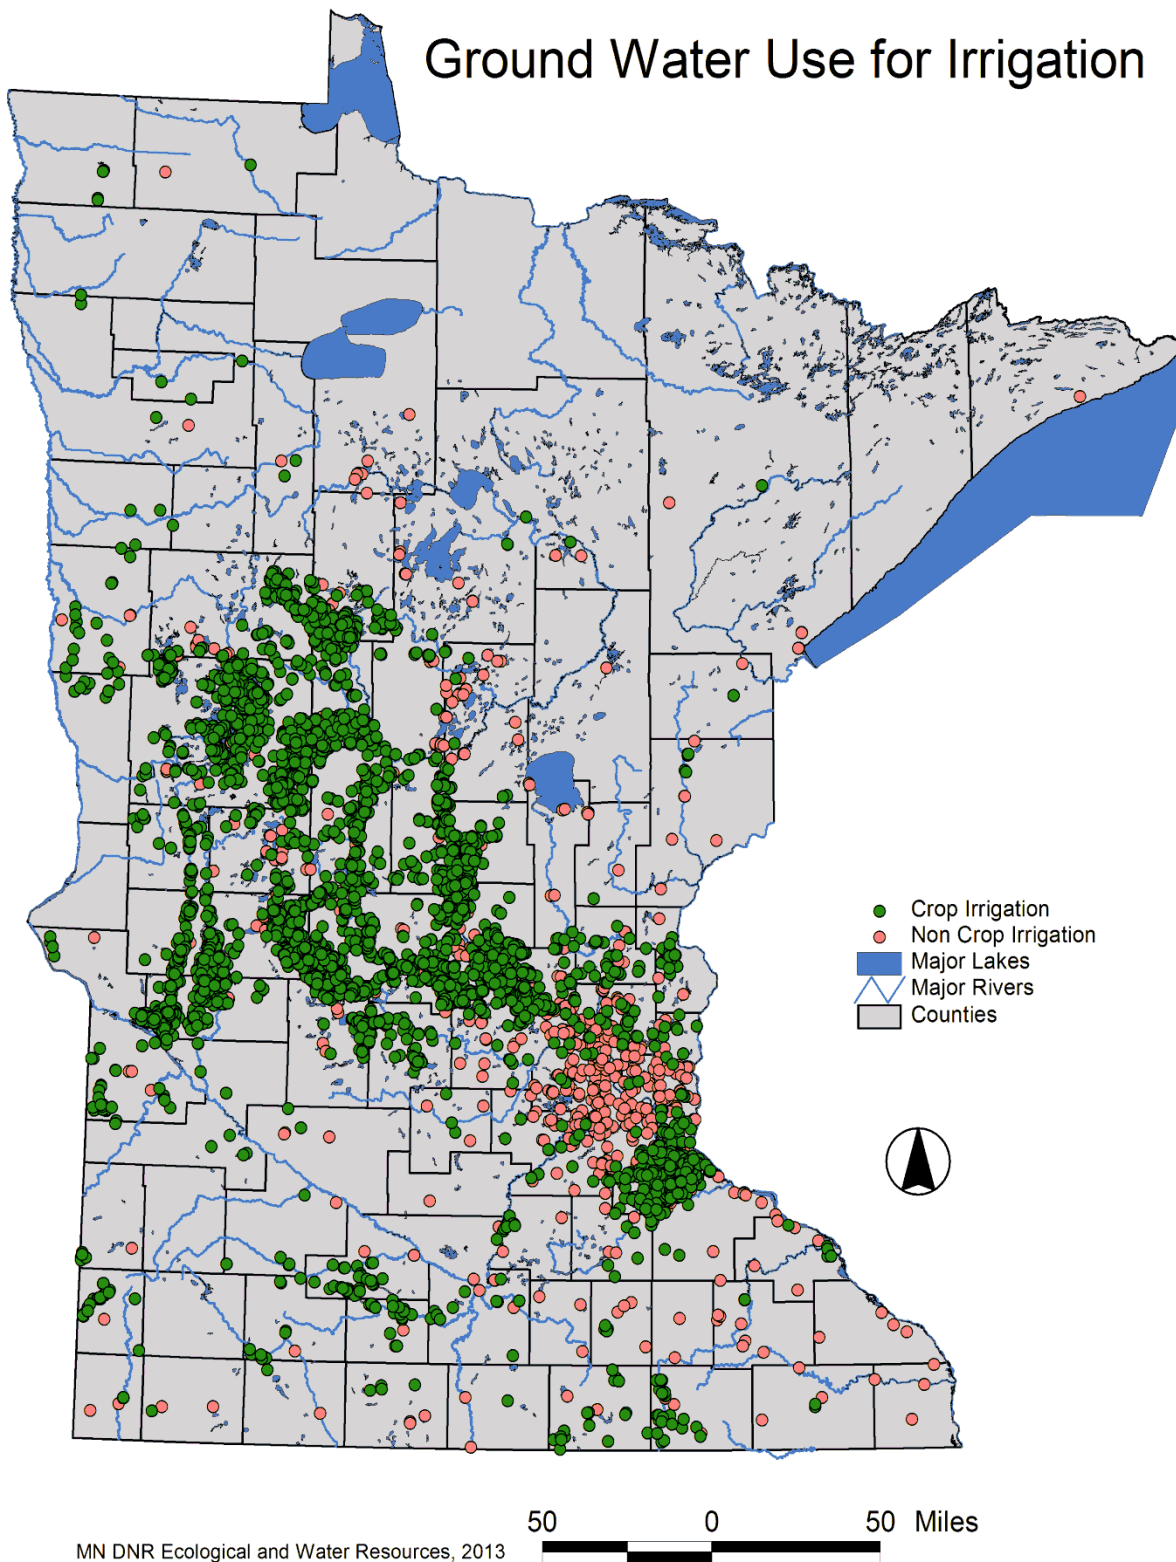 Ground Water Use for Irrigation
Crop Irrigation
Non Crop Irrigation
Major Lakes
Major Rivers
Counties
50 0 50 Miles
MN DNR Ecological and Water Resources, 2013